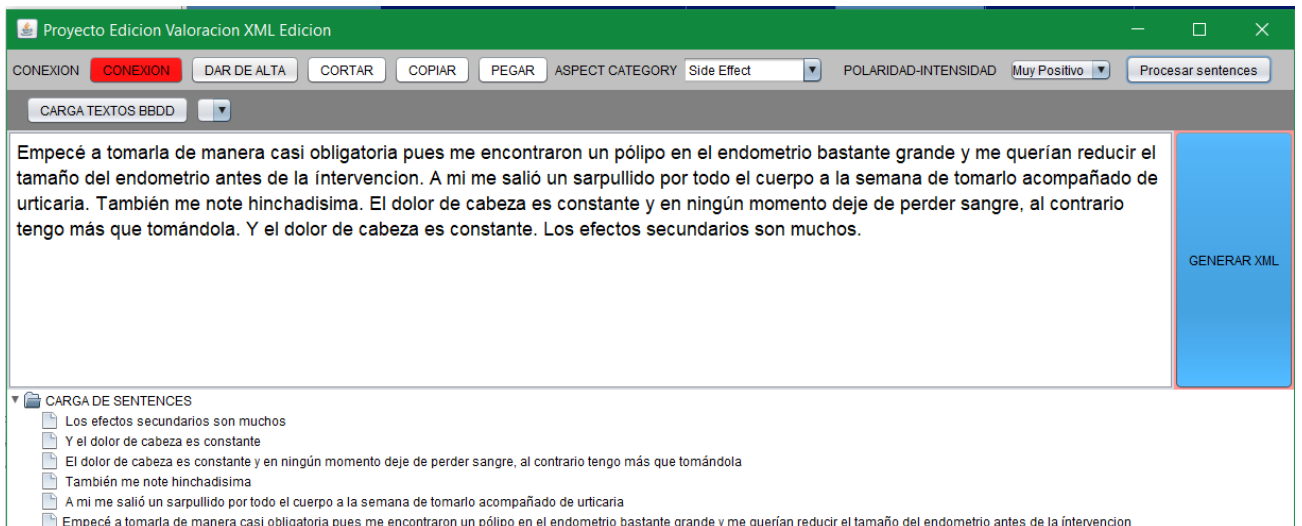 Proyecto Edicion Valoracion XML Edicion
CONEXION CONEXION DAR DE ALTA CORTAR COPIAR PEGAR ASPECT CATEGORY Side Effect POLARIDAD-INTENSIDAD Muy Positivo Procesar sentences
CARGA TEXTOS BBDD
Empecé a tomarla de manera casi obligatoria pues me encontraron un pólipo en el endometrio bastante grande y me querían reducir el
tamaño del endometrio antes de la íntervencion. A mi me salió un sarpullido por todo el cuerpo a la semana de tomarlo acompañado de
urticaria. También me note hinchadisima. El dolor de cabeza es constante y en ningún momento deje de perder sangre, al contrario
tengo más que tomándola. Y el dolor de cabeza es constante. Los efectos secundarios son muchos.
GENERAR XML
CARGA DE SENTENCES
Los efectos secundarios son muchos
Y el dolor de cabeza es constante
El dolor de cabeza es constante y en ningún momento deje de perder sangre, al contrario tengo más que tomándola
También me note hinchadisima
A mi me salió un sarpullido por todo el cuerpo a la semana de tomarlo acompañado de urticaria
Empecé a tomarla de manera casi obligatoria pues me encontraron un pólipo en el endometrio bastante grande y me querían reducir el tamaño del endometrio antes de la íntervencion